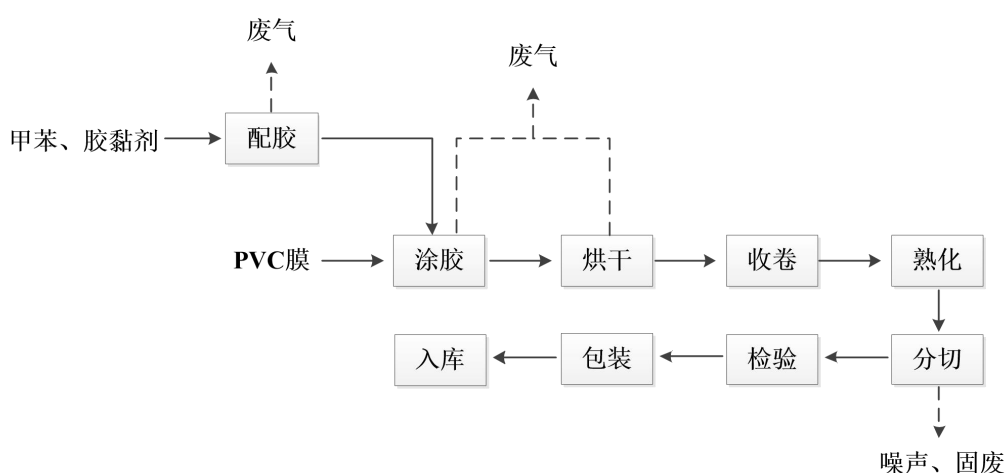 废气
废气
甲苯、胶黏剂
配胶
PVC膜
涂胶
烘干
收卷
熟化
入库
包装
检验
分切
噪声、固废